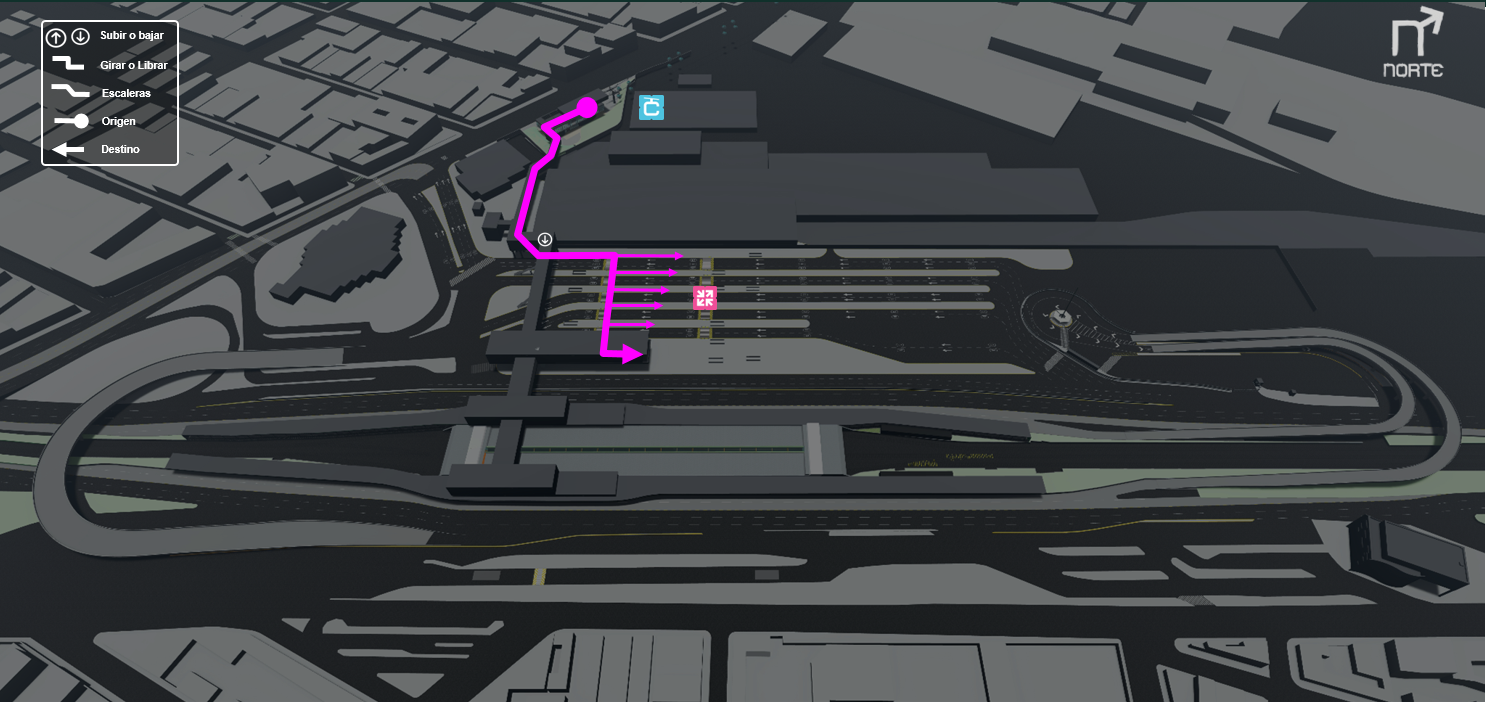 Subir o bajar
Girar o Librar
Escaleras
Origen
Destino
NORTE
C